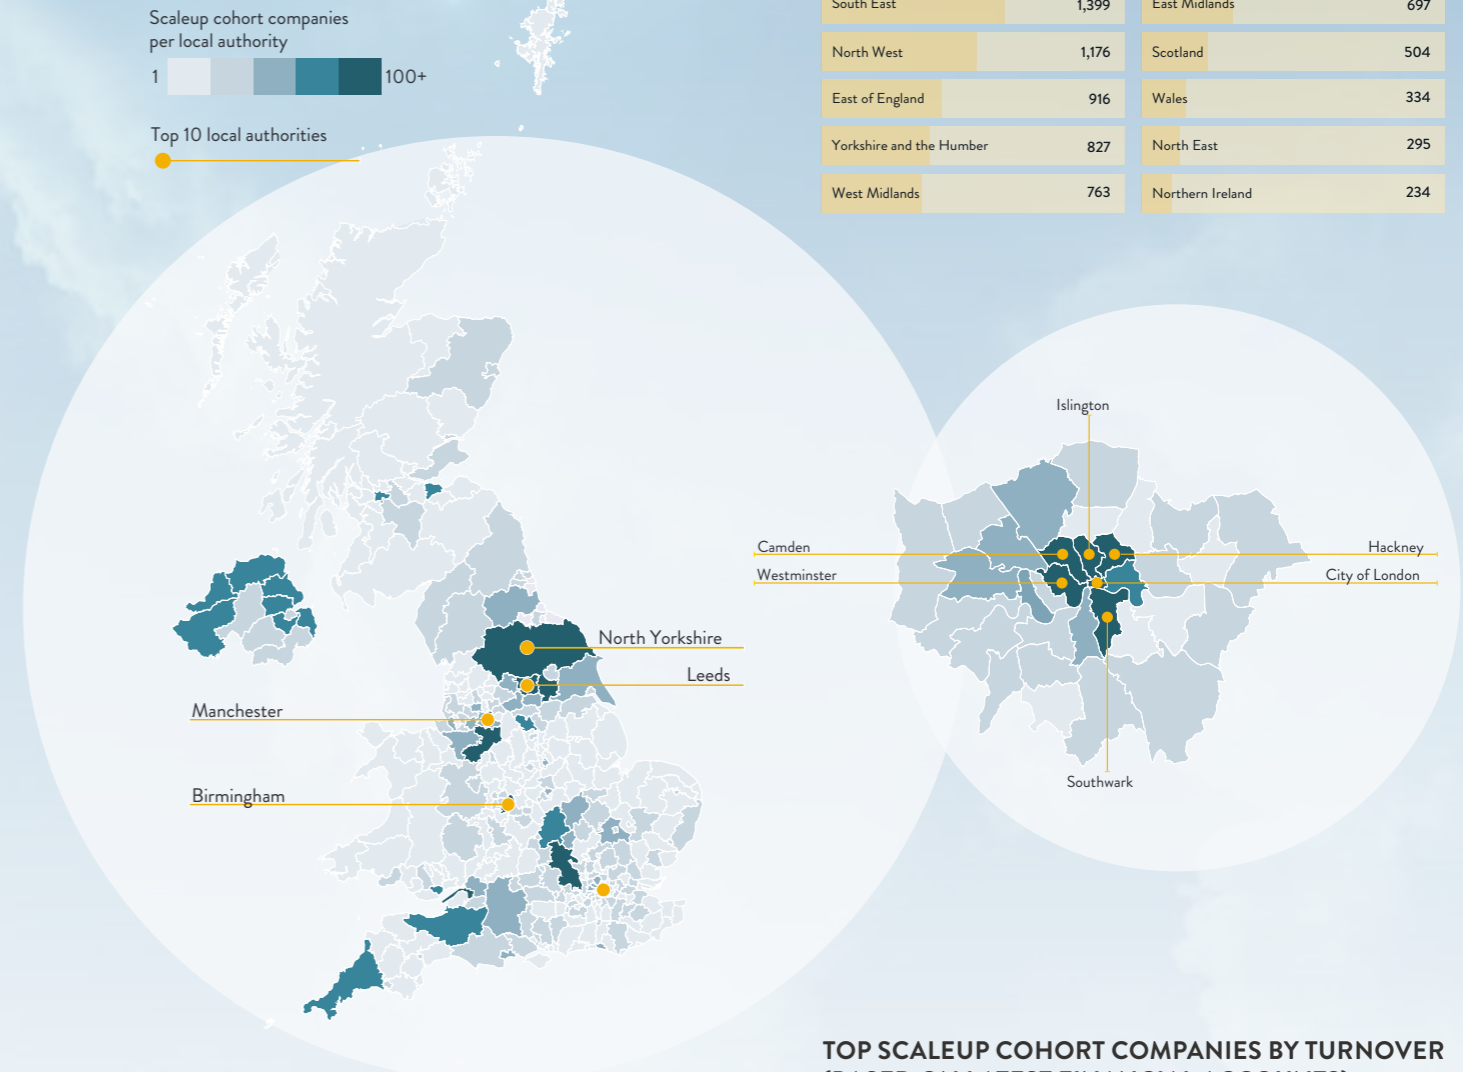 Scaleup cohort companies
per local authority
1 100+
Top 10 local authorities
South East 1,399
East Midlands 697
North West 1,176
Scotland 504
East of England 916
Wales 334
Yorkshire and the Humber 827
North East 295
West Midlands 763
Northern Ireland 234
North Yorkshire
Leeds
Manchester
Birmingham
Islington
Camden
Hackney
Westminster
City of London
Southwark
TOP SCALEUP COHORT COMPANIES BY TURNOVER